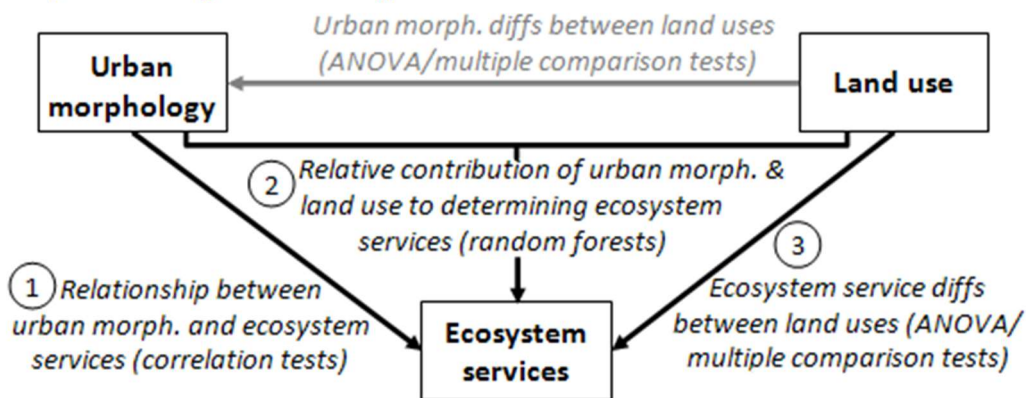 Urban morph. diffs between land uses
(ANOVA/multiple comparison tests)
Urban
morphology
Land use
2
Relative contribution of urban morph. &
land use to determining ecosystem
services (random forests)
1
Relationship between
urban morph. and ecosystem
services (correlation tests)
3
Ecosystem service diffs
between land uses (ANOVA/
multiple comparison tests)
Ecosystem
services